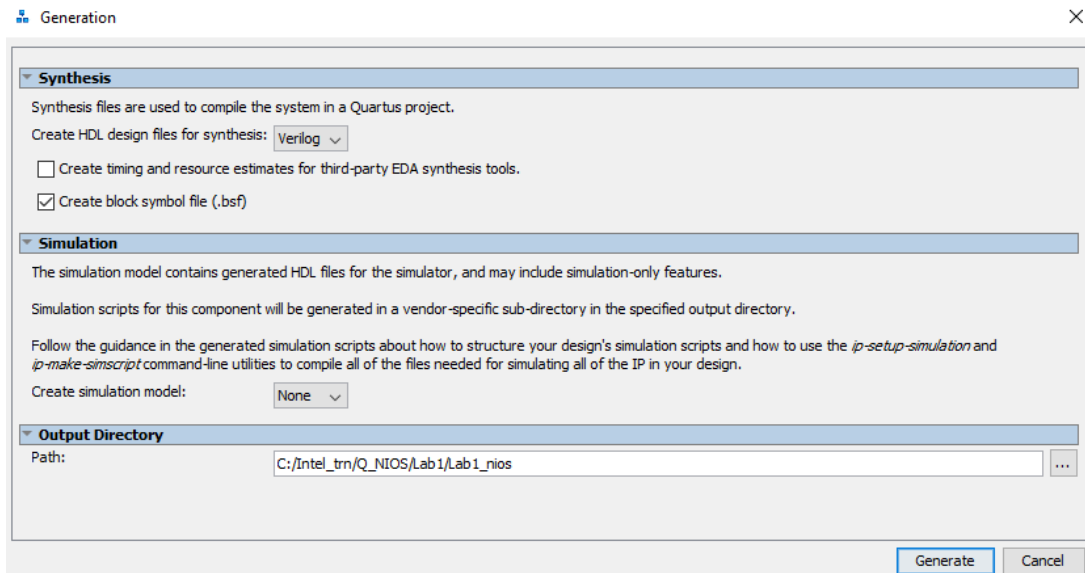 Generation
Synthesis
Synthesis files are used to compile the system in a Quartus project.
Create HDL design files for synthesis: Verilog
Create timing and resource estimates for third-party EDA synthesis tools.
Create block symbol file (.bsf)
Simulation
The simulation model contains generated HDL files for the simulator, and may include simulation-only features.
Simulation scripts for this component will be generated in a vendor-specific sub-directory in the specified output directory.
Follow the guidance in the generated simulation scripts about how to structure your design's simulation scripts and how to use the ip-setup-simulation and
ip-make-simscript command-line utilities to compile all of the files needed for simulating all of the IP in your design.
Create simulation model: None
Output Directory
Path: C:/Intel_trn/Q_NIOS/Lab1/Lab1_nios ...
Generate Cancel